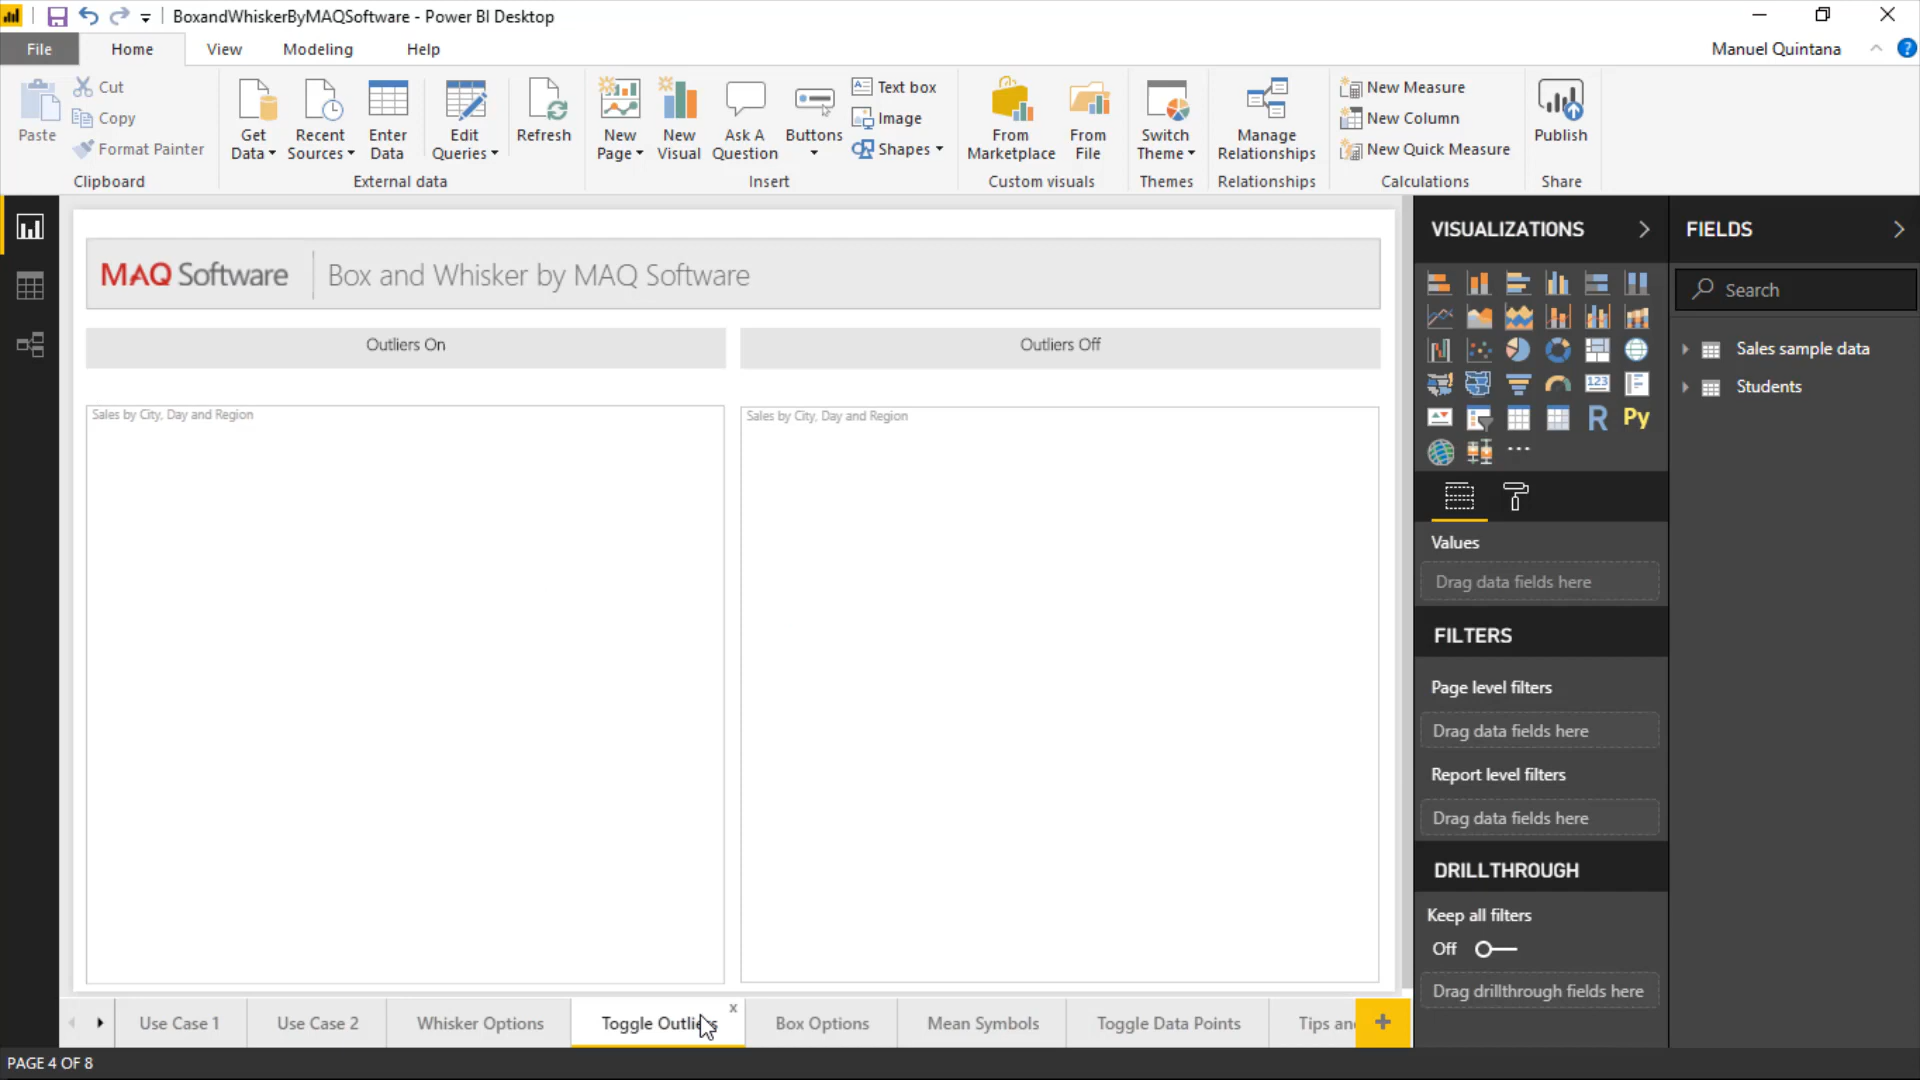 BoxandWhiskerByMAQSoftware - Power BI Desktop
File
Home
View
Modeling
Help
Manuel Quintana
?
Paste
Cut
Copy
Format Painter
Clipboard
Get
Data
Recent
Sources
Enter
Data
Edit
Queries
Refresh
External data
New
Page
New
Visual
Ask A
Question
Buttons
Text box
Image
Shapes
Insert
From
Marketplace
From
File
Custom visuals
Switch
Theme
Themes
Manage
Relationships
Relationships
New Measure
New Column
New Quick Measure
Calculations
Publish
Share
MAQ Software
Box and Whisker by MAQ Software
Outliers On
Outliers Off
Sales by City, Day and Region
Sales by City, Day and Region
VISUALIZATIONS
123
R
Py
Values
Drag data fields here
FILTERS
Page level filters
Drag data fields here
Report level filters
Drag data fields here
DRILLTHROUGH
Keep all filters
Off
Drag drillthrough fields here
FIELDS
Search
Sales sample data
Students
Use Case 1
Use Case 2
Whisker Options
Toggle Outliers
x
Box Options
Mean Symbols
Toggle Data Points
Tips an
+
PAGE 4 OF 8